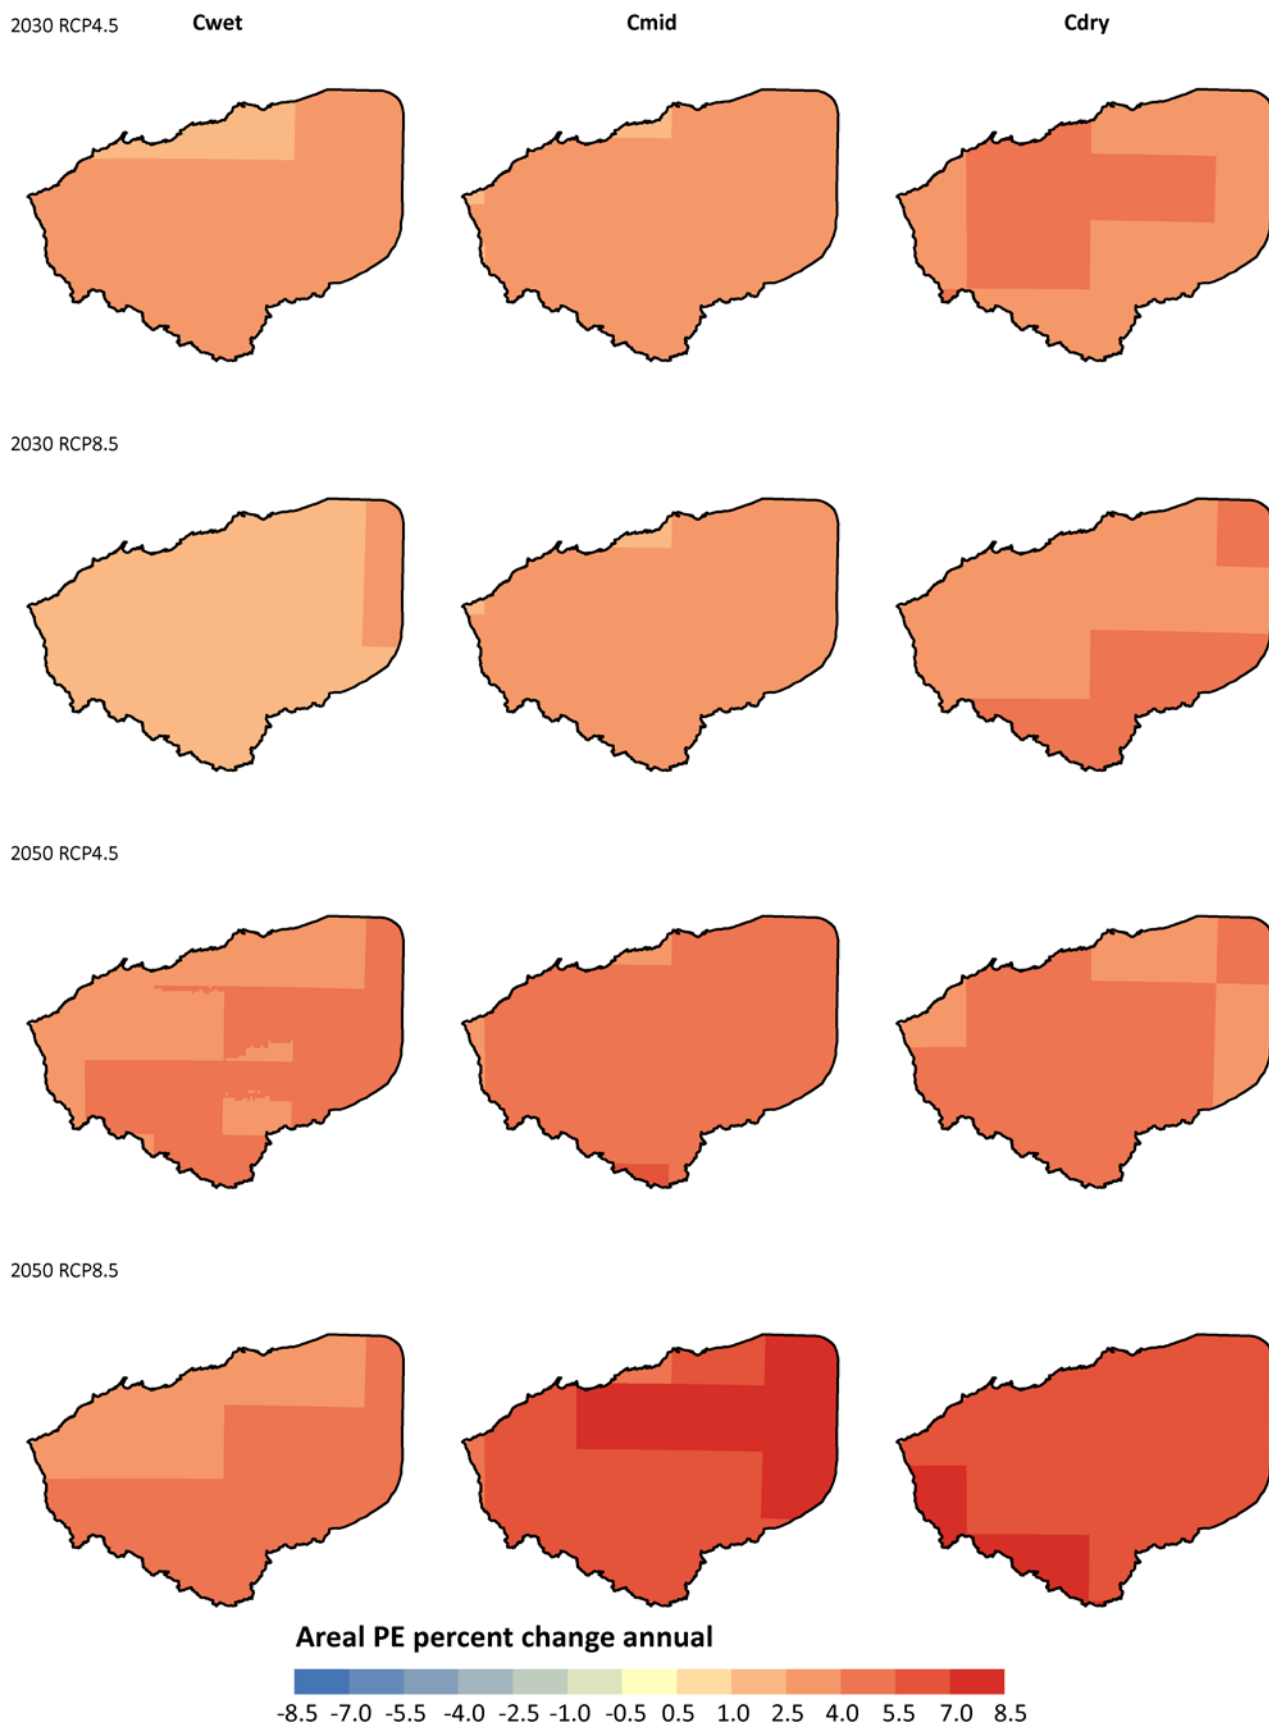 2030 RCP4.5 Cwet Cmid Cdry
2030 RCP8.5
2050 RCP4.5
2050 RCP8.5
Areal PE percent change annual
-8.5 -7.0 -5.5 -4.0 -2.5 -1.0 -0.5 0.5 1.0 2.5 4.0 5.5 7.0 8.5